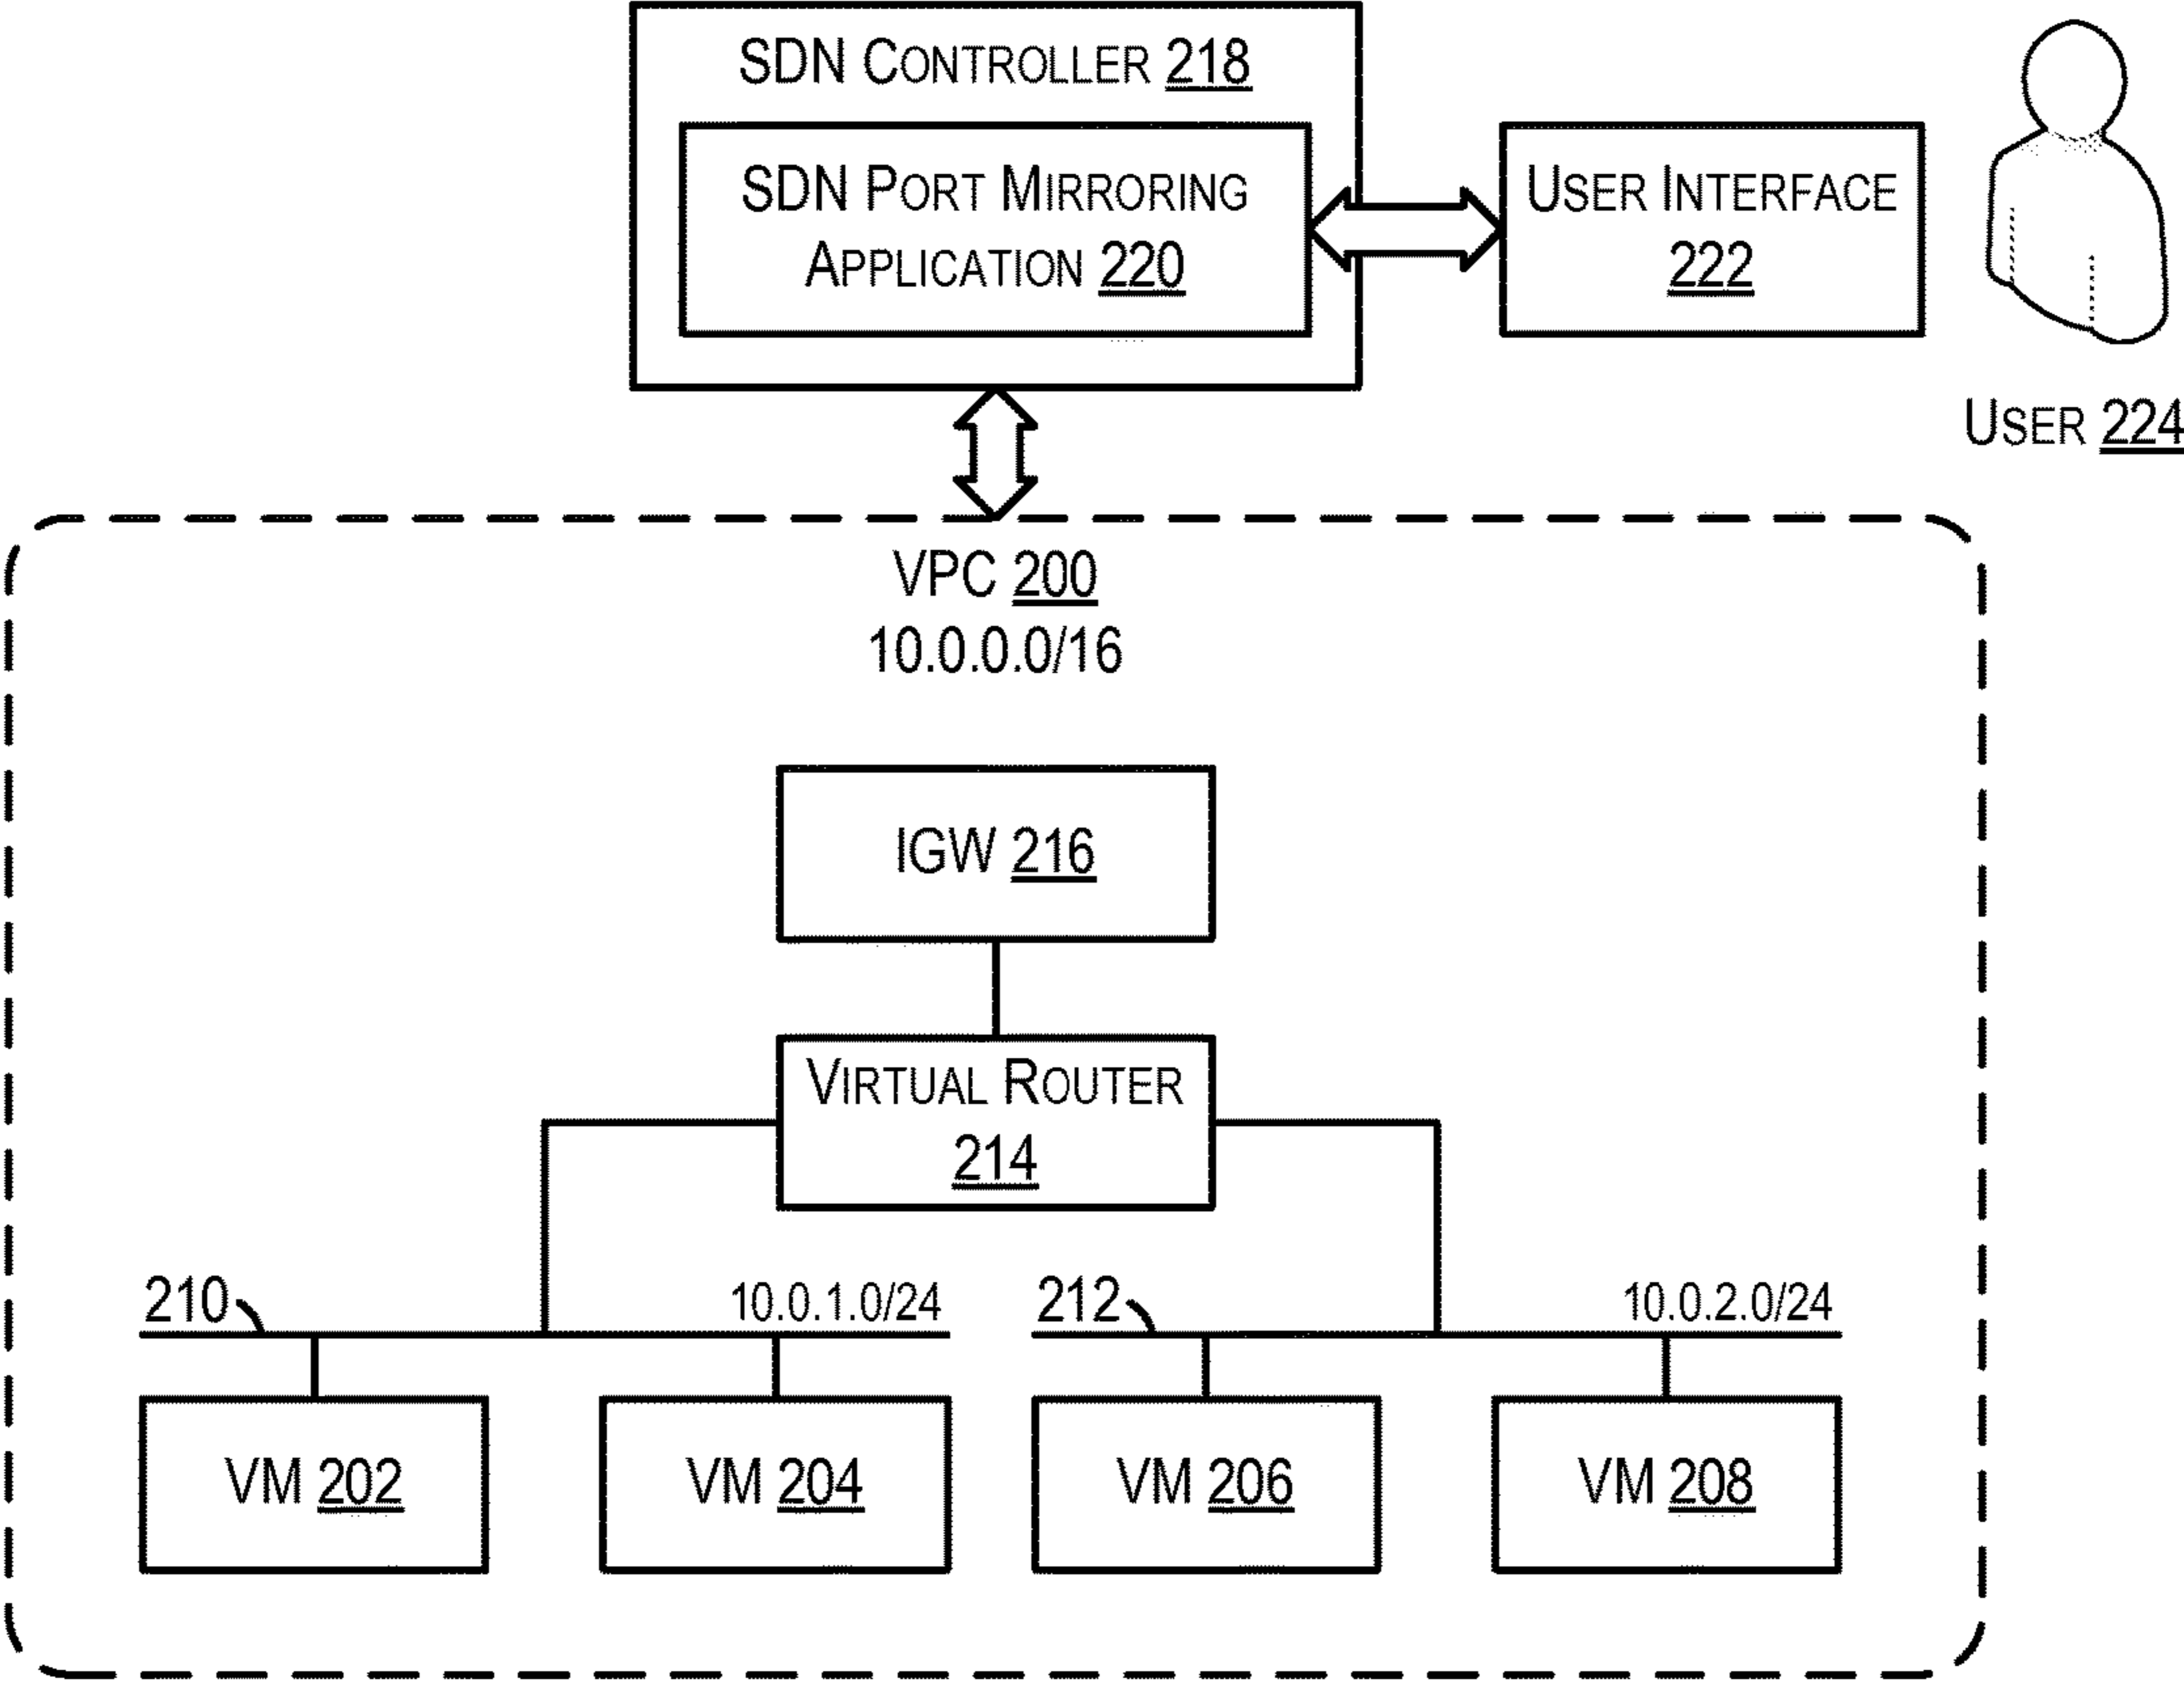 SDN CONTROLLER 218
SDN PORT MIRRORING
APPLICATION 220
USER INTERFACE
222
USER 224
VPC 200
10.0.0.0/16
IGW 216
VIRTUAL ROUTER
214
210
10.0.1.0/24
212
10.0.2.0/24
VM 202
VM 204
VM 206
VM 208